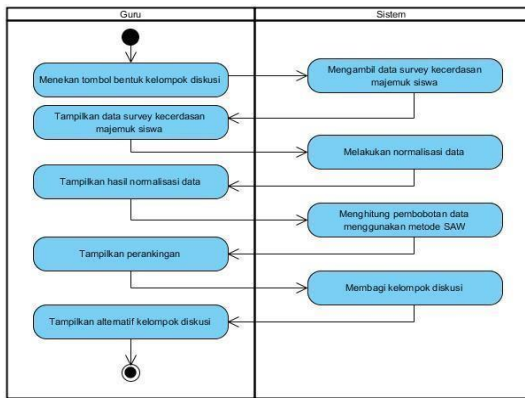 Guru
Sistem
Menekan tombol bentuk kelompok diskusi
Mengambil data survey kecerdasan
majemuk siswa
Tampilkan data survey kecerdasan
majemuk siswa
Melakukan normalisasi data
Tampilkan hasil normalisasi data
Menghitung pembobotan data
menggunakan metode SAW
Tampilkan perankingan
Membagi kelompok diskusi
Tampilkan alternatif kelompok diskusi